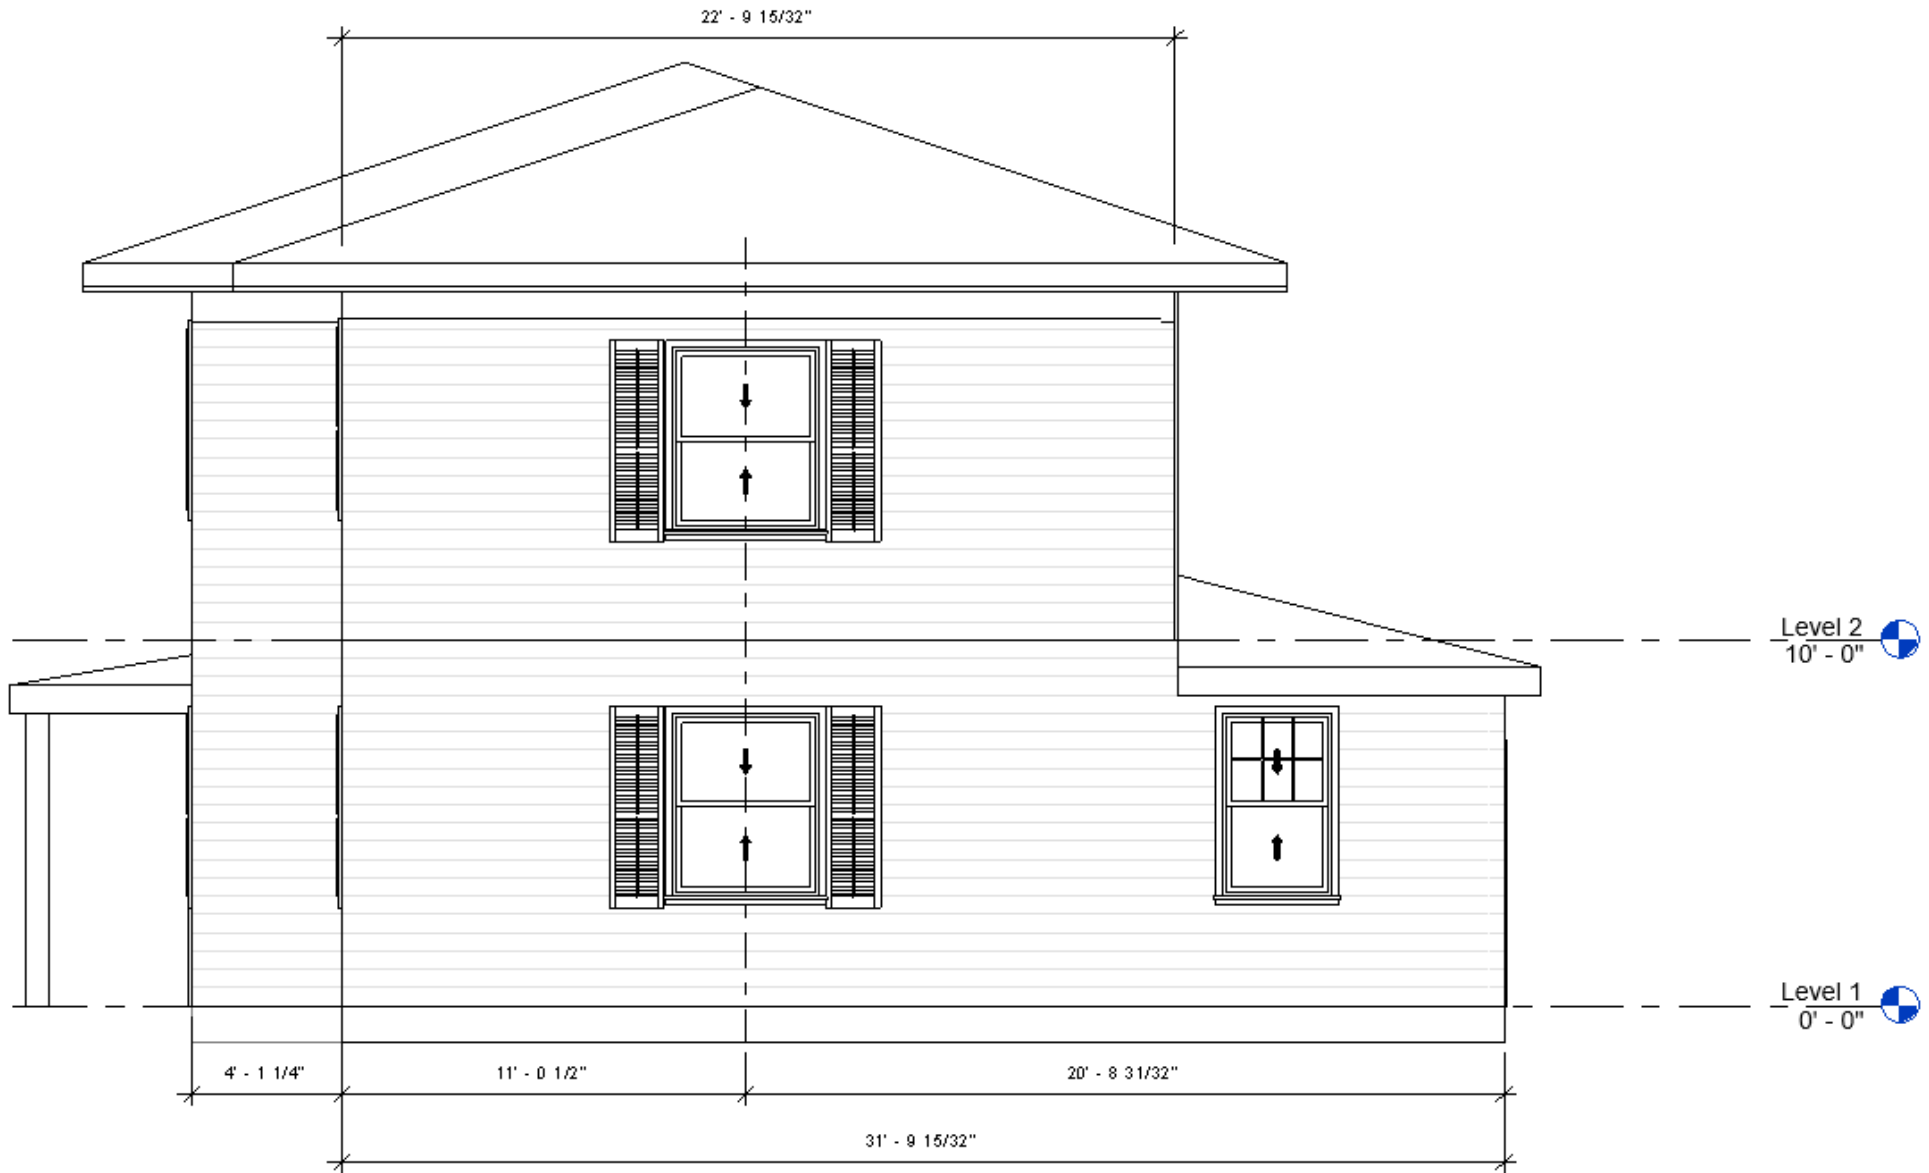 22' - 9 15/32"
Level 2
10' - 0"
Level 1
0' - 0"
4' - 1 1/4"
11' - 0 1/2"
20' - 8 31/32"
31' - 9 15/32"